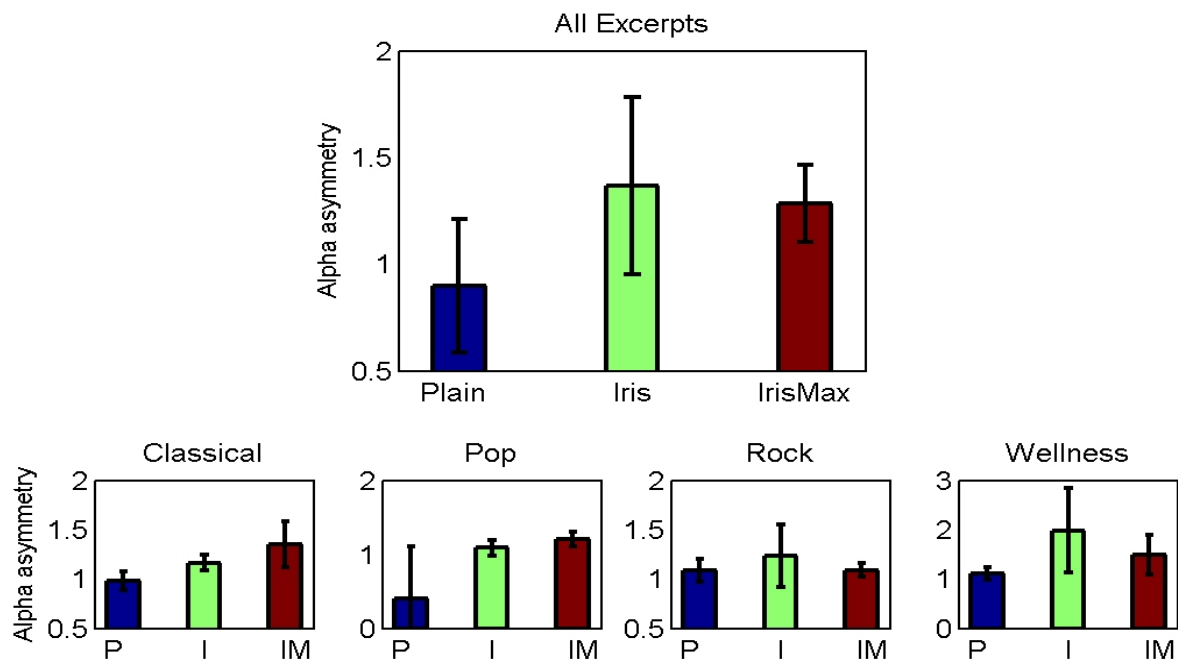 All Excerpts
Alpha asymmetry
2
1.5
1
0.5
Plain Iris IrisMax
Classical Pop Rock Wellness
Alpha asymmetry
2
1.5
1
0.5
P I IM
2
1
0
P I IM
2
1.5
1
0.5
P I IM
3
2
1
0
P I IM